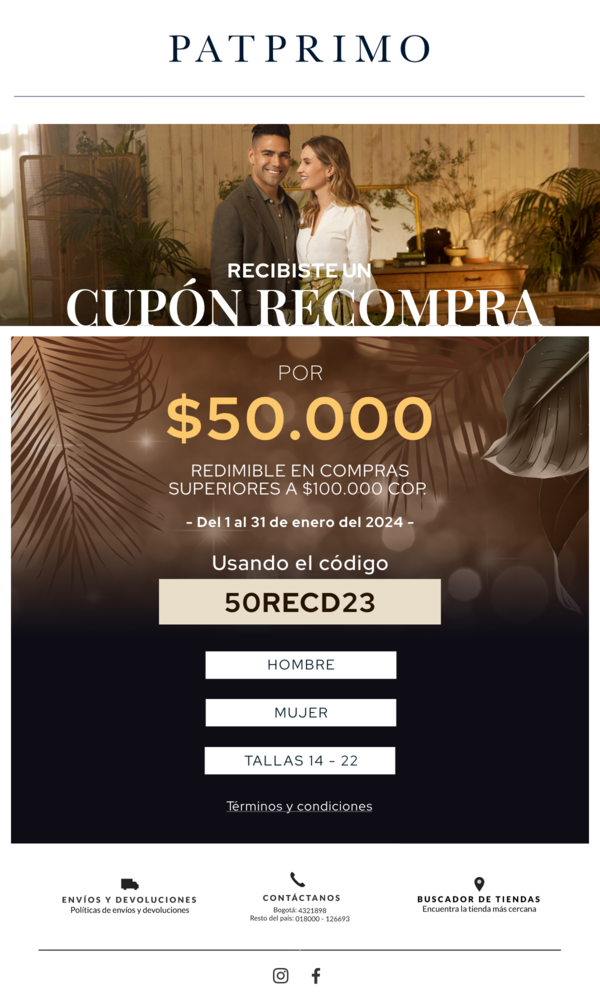 PATPRIMO
RECIBISTE UN
CUPÓN RECOMPRA
POR
$50.000
REDIMIBLE EN COMPRAS
SUPERIORES A $100.000 COP.
- Del 1 al 31 de enero del 2024 -
Usando el código
50RECD23
HOMBRE
MUJER
TALLAS 14 - 22
Términos y condiciones
ENVÍOS Y DEVOLUCIONES
Políticas de envíos y devoluciones
CONTÁCTANOS
Bogotá: 4321898
Resto del país: 018000 - 126693
BUSCADOR DE TIENDAS
Encuentra la tienda más cercana